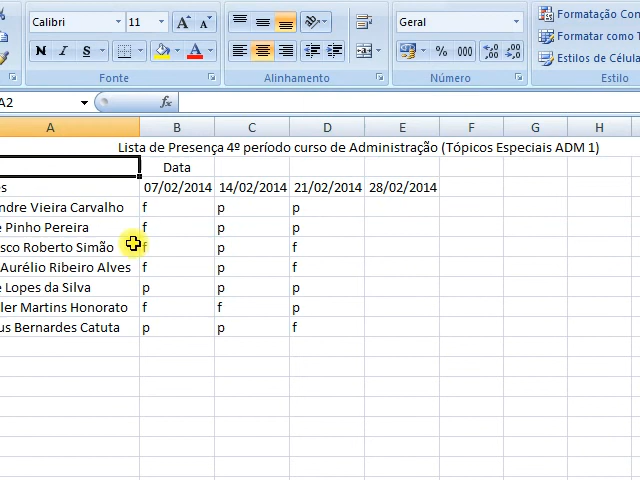 Calibri 11 A A Geral Formatação Con
Formatar como T
N I S A % 000 Estilos de Célula
Fonte Alinhamento Número Estilo
A2 fx
A B C D E F G H
Lista de Presença 4º período curso de Administração (Tópicos Especiais ADM 1)
Data
es 07/02/2014 14/02/2014 21/02/2014 28/02/2014
ndre Vieira Carvalho f p p
e Pinho Pereira f p p
sco Roberto Simão f p f
Aurélio Ribeiro Alves f p f
e Lopes da Silva p p p
ler Martins Honorato f f p
us Bernardes Catuta p p f